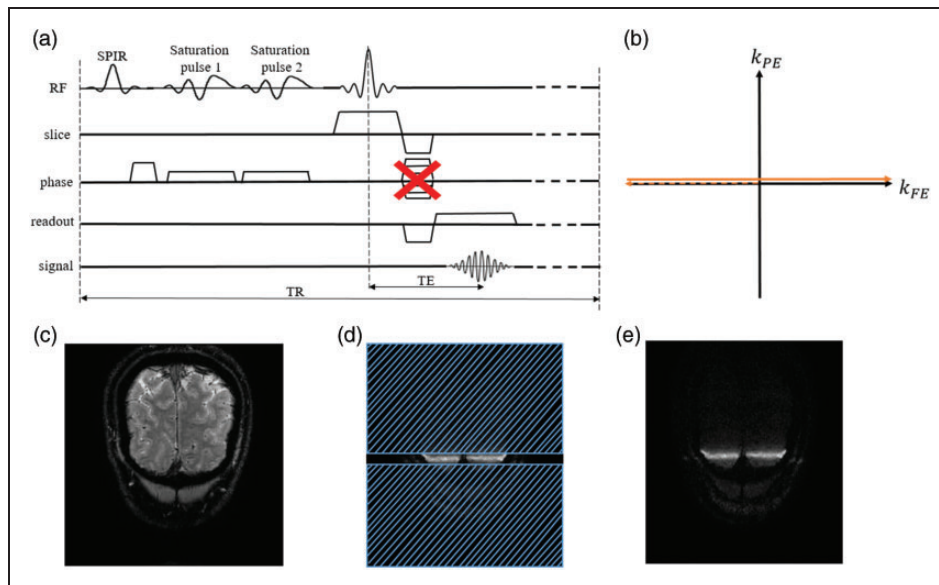 (a)
(b)
SPIR
Saturation
pulse 1
Saturation
pulse 2
RF
slice
phase
readout
signal
TE
TR
k_PE
k_FE
(c)
(d)
(e)